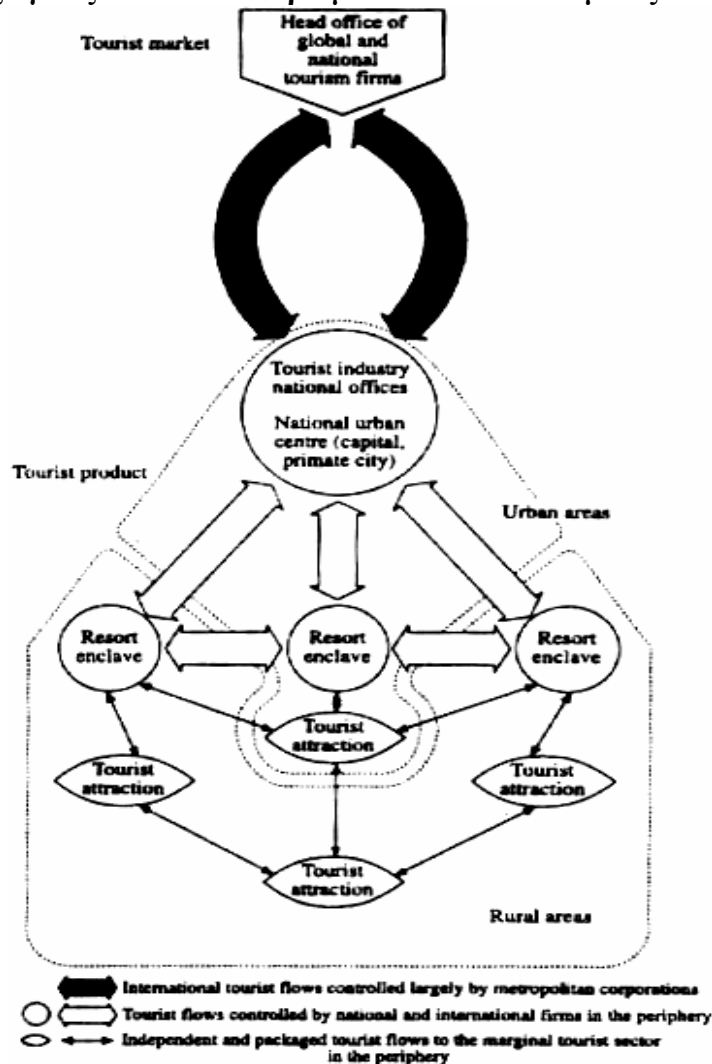 Tourist market
Head office of
global and
national
tourism firms
Tourist industry
national offices
National urban
centre (capital,
primate city)
Tourist product
Urban areas
Resort
enclave
Resort
enclave
Resort
enclave
Tourist
attraction
Tourist
attraction
Tourist
attraction
Tourist
attraction
Rural areas
International tourist flows controlled largely by metropolitan corporations
Tourist flows controlled by national and international firms in the periphery
Independent and packaged tourist flows to the marginal tourist sector
in the periphery